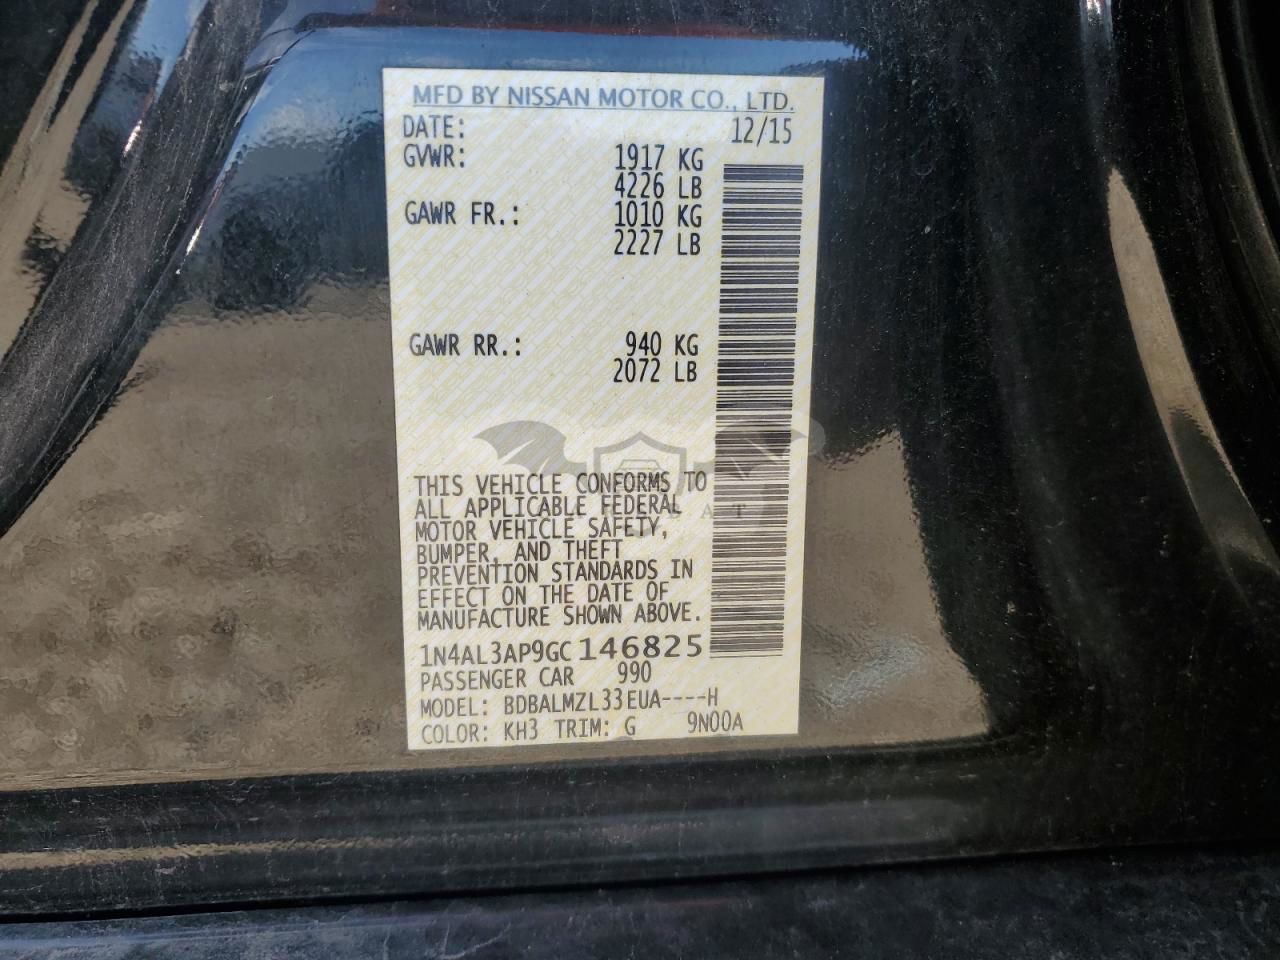 MFD BY NISSAN MOTOR CO., LTD.
DATE: 12/15
GVWR: 1917 KG
4226 LB
GAWR FR.: 1010 KG
2227 LB
GAWR RR.: 940 KG
2072 LB
THIS VEHICLE CONFORMS TO
ALL APPLICABLE FEDERAL
MOTOR VEHICLE SAFETY,
BUMPER, AND THEFT
PREVENTION STANDARDS IN
EFFECT ON THE DATE OF
MANUFACTURE SHOWN ABOVE.
1N4AL3AP9GC146825
PASSENGER CAR 990
MODEL: BDBALMZL33EUA----H
COLOR: KH3 TRIM: G 9N00A